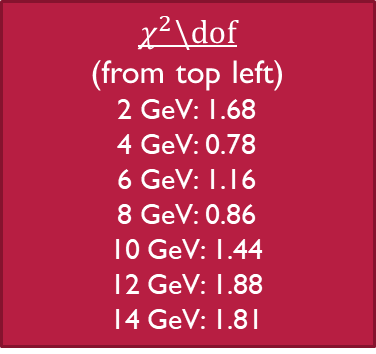 χ²\dof
(from top left)
2 GeV: 1.68
4 GeV: 0.78
6 GeV: 1.16
8 GeV: 0.86
10 GeV: 1.44
12 GeV: 1.88
14 GeV: 1.81